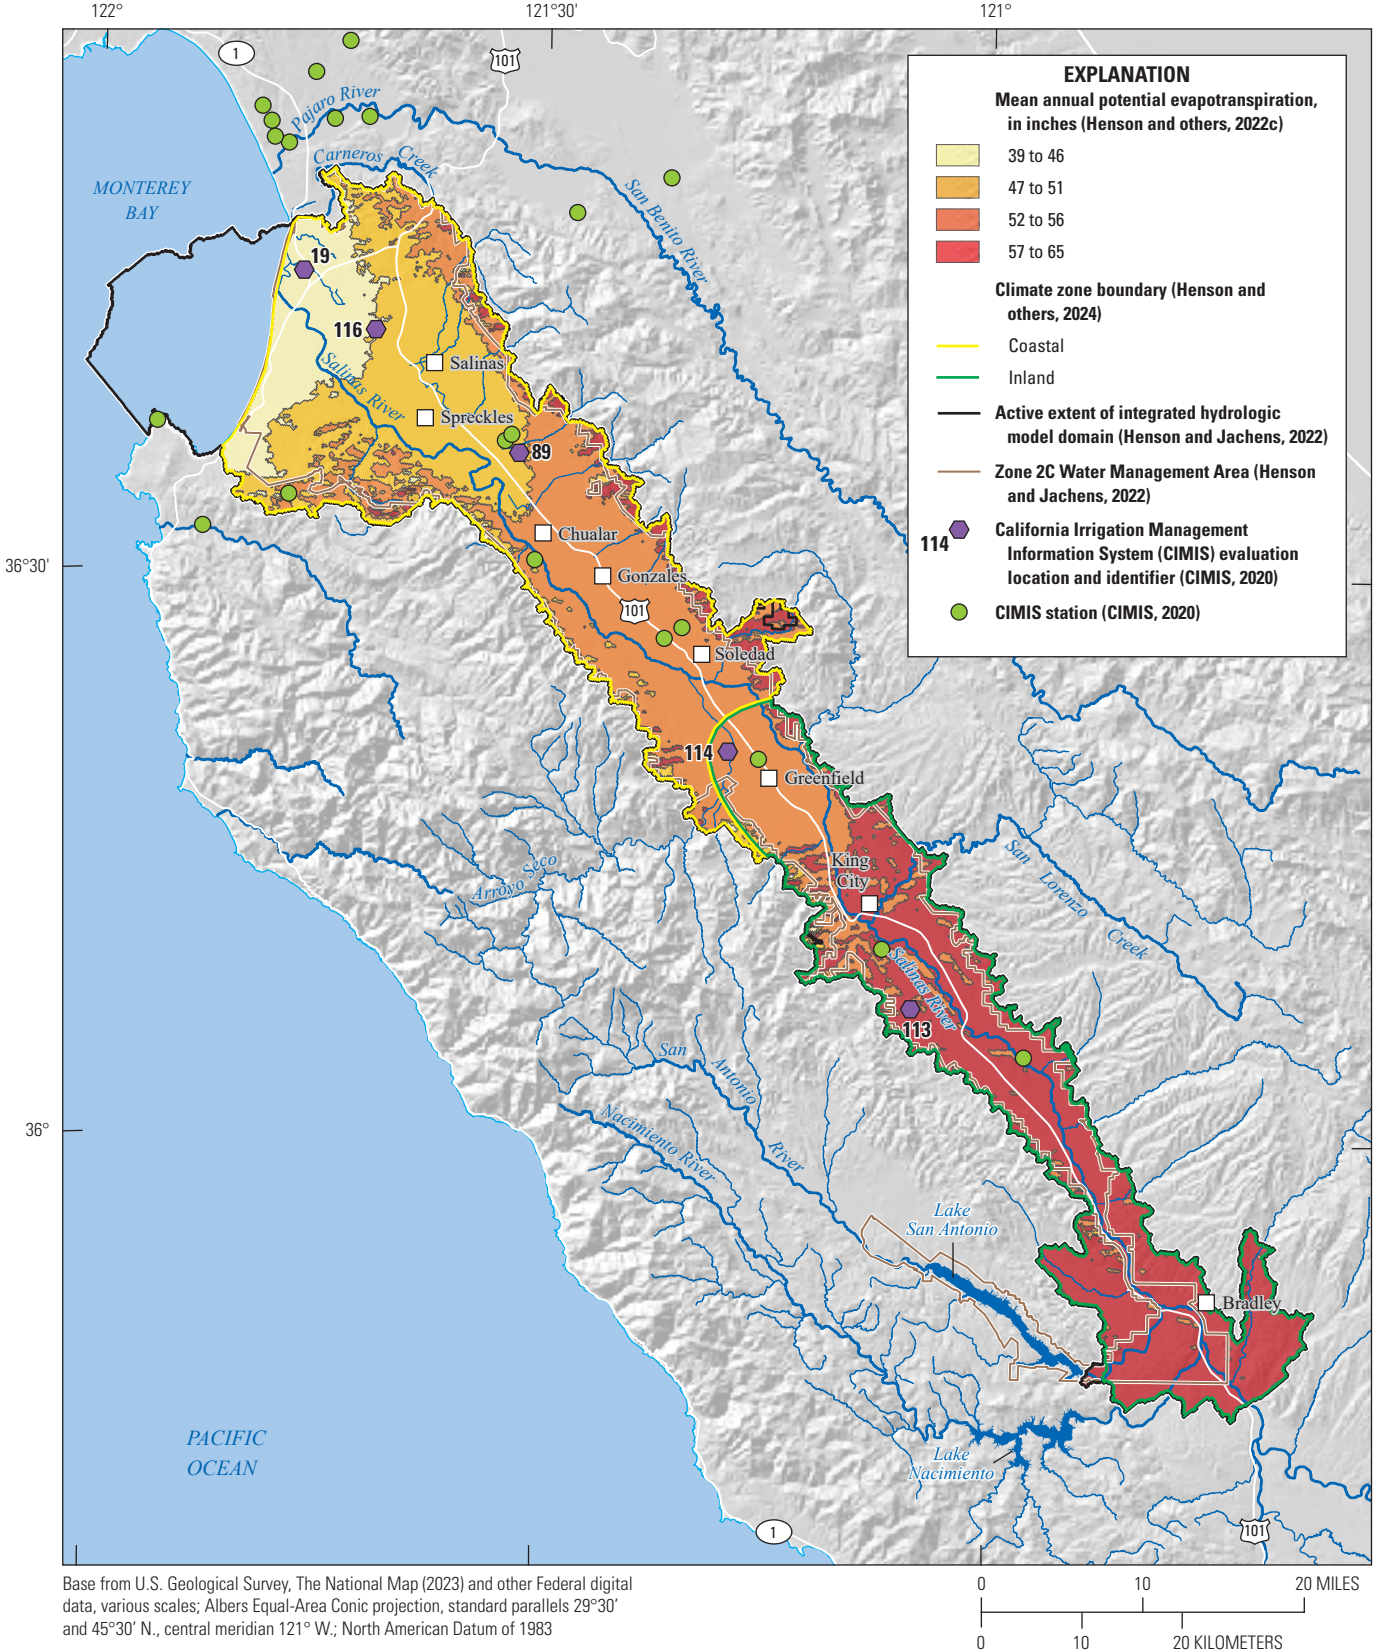 122°
121°30'
121°
1
101
Pajaro River
Carneros Creek
MONTEREY
BAY
San Benito River
19
116
Salinas
Salinas River
Spreckles
89
Chualar
36°30'
Gonzales
101
Soledad
114
Greenfield
King
City
Arroyo Seco
San Lorenzo Creek
Salinas River
113
San Antonio River
36°
Nacimiento River
Lake
San Antonio
Bradley
PACIFIC
OCEAN
Lake
Nacimiento
1
101
EXPLANATION
Mean annual potential evapotranspiration,
in inches (Henson and others, 2022c)
39 to 46
47 to 51
52 to 56
57 to 65
Climate zone boundary (Henson and
others, 2024)
Coastal
Inland
Active extent of integrated hydrologic
model domain (Henson and Jachens, 2022)
Zone 2C Water Management Area (Henson
and Jachens, 2022)
114
California Irrigation Management
Information System (CIMIS) evaluation
location and identifier (CIMIS, 2020)
CIMIS station (CIMIS, 2020)
Base from U.S. Geological Survey, The National Map (2023) and other Federal digital
data, various scales; Albers Equal-Area Conic projection, standard parallels 29°30'
and 45°30' N., central meridian 121° W.; North American Datum of 1983
0 10 20 MILES
0 10 20 KILOMETERS